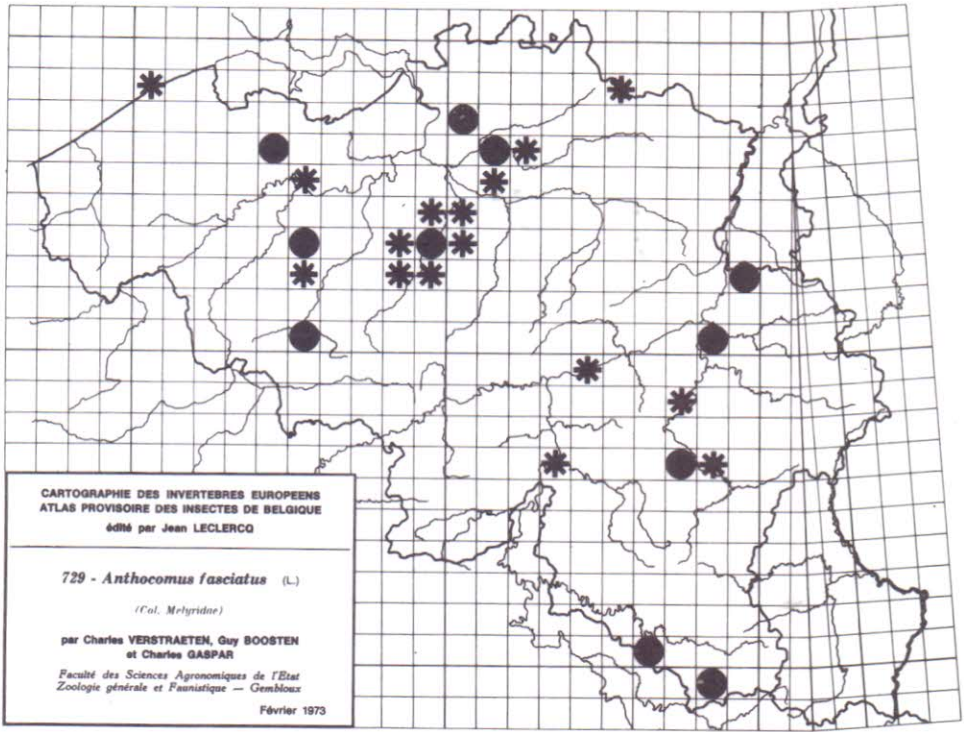 CARTOGRAPHIE DES INVERTEBRES EUROPEENS
ATLAS PROVISOIRE DES INSECTES DE BELGIQUE
édité par Jean LECLERCQ
729 - Anthocomus fasciatus (L.)
(Col. Melyridae)
par Charles VERSTRAETEN, Guy BOOSTEN
et Charles GASPAR
Faculté des Sciences Agronomiques de l'Etat
Zoologie générale et Faunistique — Gembloux
Février 1973